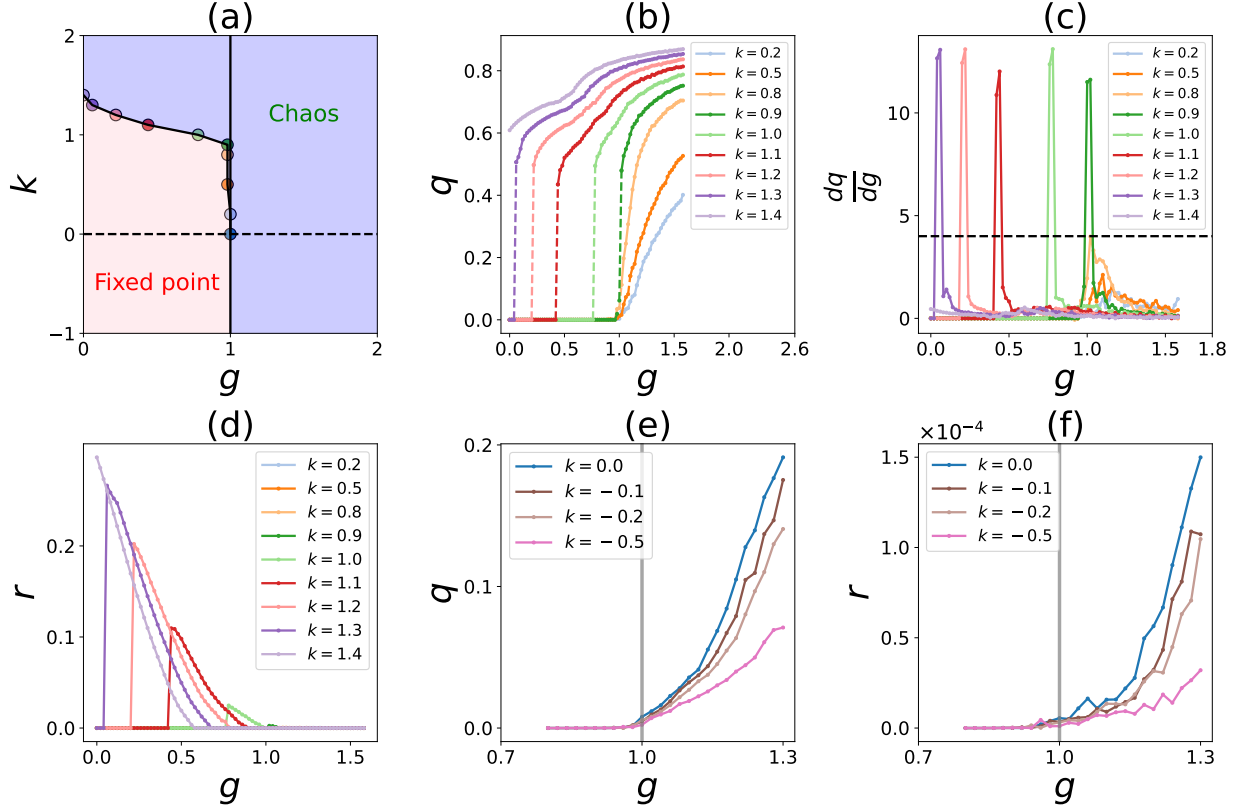 (a)
2
1
0
−1
k
Chaos
Fixed point
0
1
2
g
(b)
0.8
0.6
0.4
0.2
0.0
q
k = 0.2
k = 0.5
k = 0.8
k = 0.9
k = 1.0
k = 1.1
k = 1.2
k = 1.3
k = 1.4
0.0
0.5
1.0
1.5
2.0
2.6
g
(c)
10
5
0
dq
dg
k = 0.2
k = 0.5
k = 0.8
k = 0.9
k = 1.0
k = 1.1
k = 1.2
k = 1.3
k = 1.4
0.0
0.5
1.0
1.5
1.8
g
(d)
0.2
0.1
0.0
r
k = 0.2
k = 0.5
k = 0.8
k = 0.9
k = 1.0
k = 1.1
k = 1.2
k = 1.3
k = 1.4
0.0
0.5
1.0
1.5
g
(e)
0.2
0.1
0.0
q
k = 0.0
k = −0.1
k = −0.2
k = −0.5
0.7
1.0
1.3
g
(f)
×10⁻⁴
1.5
1.0
0.5
0.0
r
k = 0.0
k = −0.1
k = −0.2
k = −0.5
0.7
1.0
1.3
g